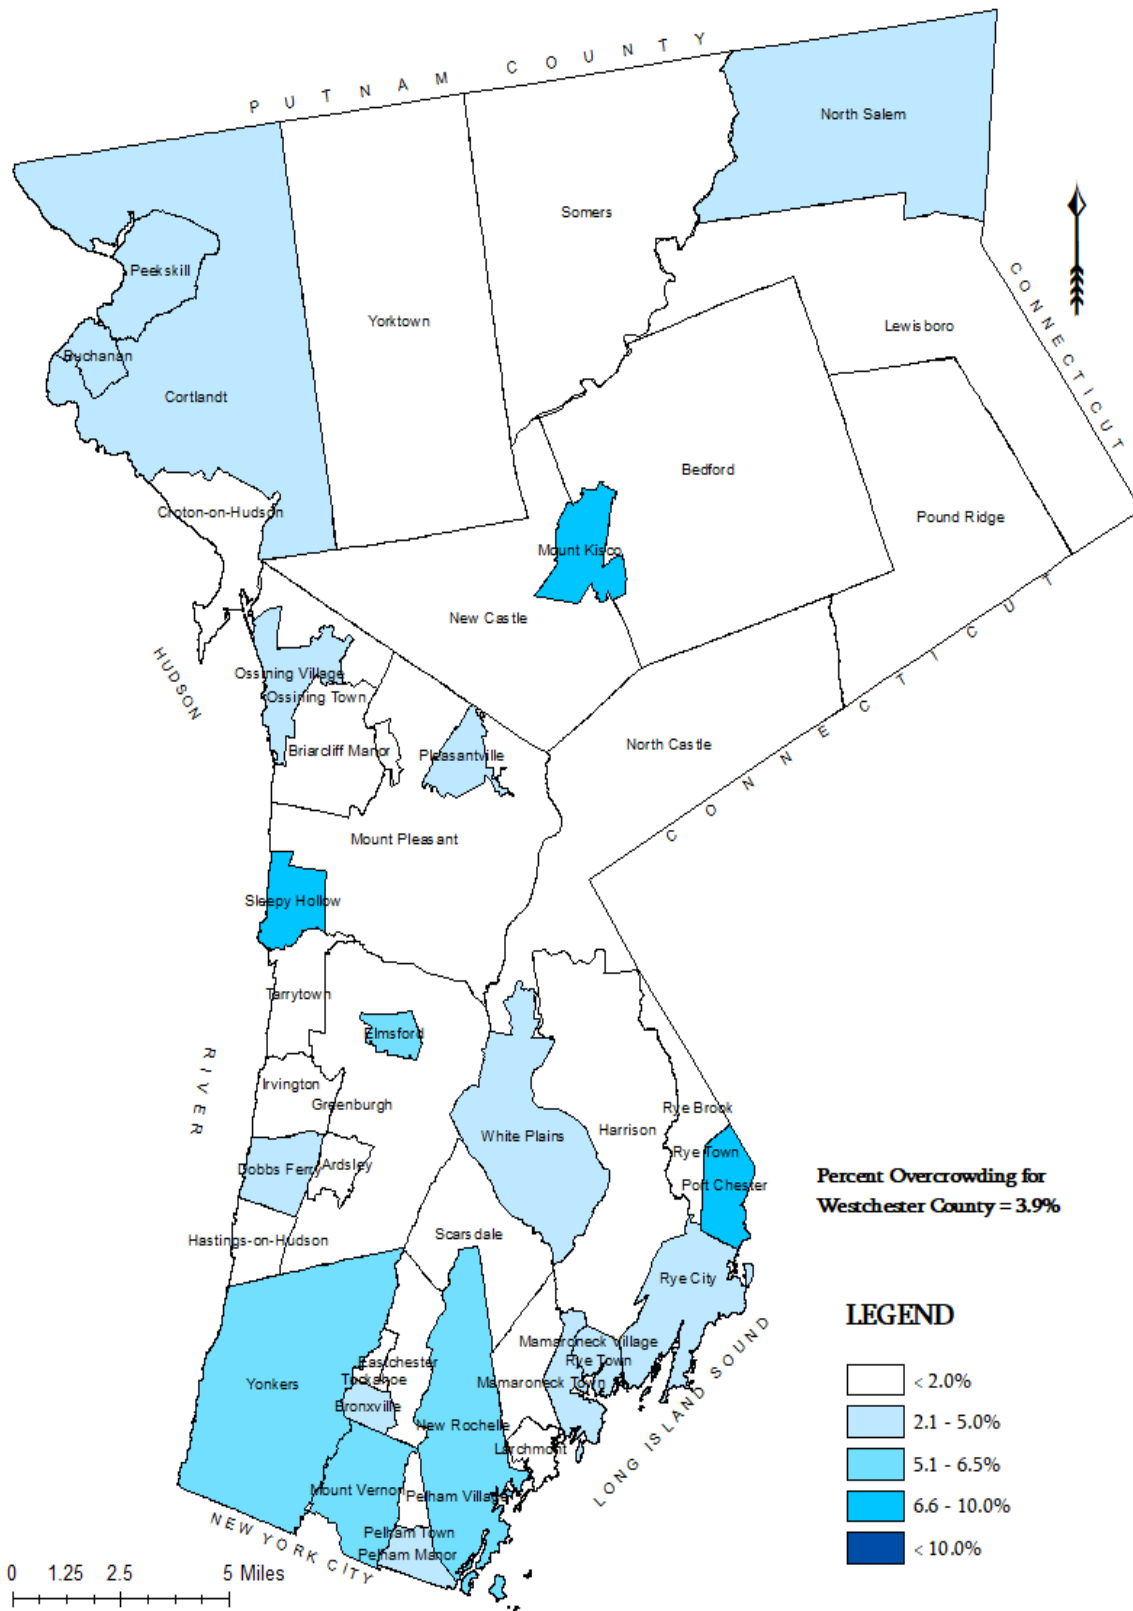 PUTNAM COUNTY
North Salem
Somers
CONNECTICUT
Peekskill
Yorktown
Lewisboro
Buchanan
Cortlandt
Bedford
Croton-on-Hudson
Pound Ridge
Mount Kisco
New Castle
CONNECTICUT
HUDSON
Ossining Village
Ossining Town
Briarcliff Manor
Pleasantville
North Castle
Mount Pleasant
Sleepy Hollow
Tarrytown
Elmsford
RIVER
Irvington
Greenburgh
Rye Brook
White Plains
Harrison
Rye Town
Dobbs Ferry
Ardsley
Port Chester
Percent Overcrowding for
Westchester County = 3.9%
Hastings-on-Hudson
Scarsdale
Rye City
LEGEND
Mamaroneck Village
Rye Town
Eastchester
Tuckahoe
Yonkers
Mamaroneck Town
Bronxville
New Rochelle
Larchmont
LONG ISLAND SOUND
< 2.0%
2.1 - 5.0%
5.1 - 6.5%
6.6 - 10.0%
< 10.0%
Mount Vernon
Pelham Village
Pelham Town
Pelham Manor
NEW YORK CITY
0 1.25 2.5 5 Miles